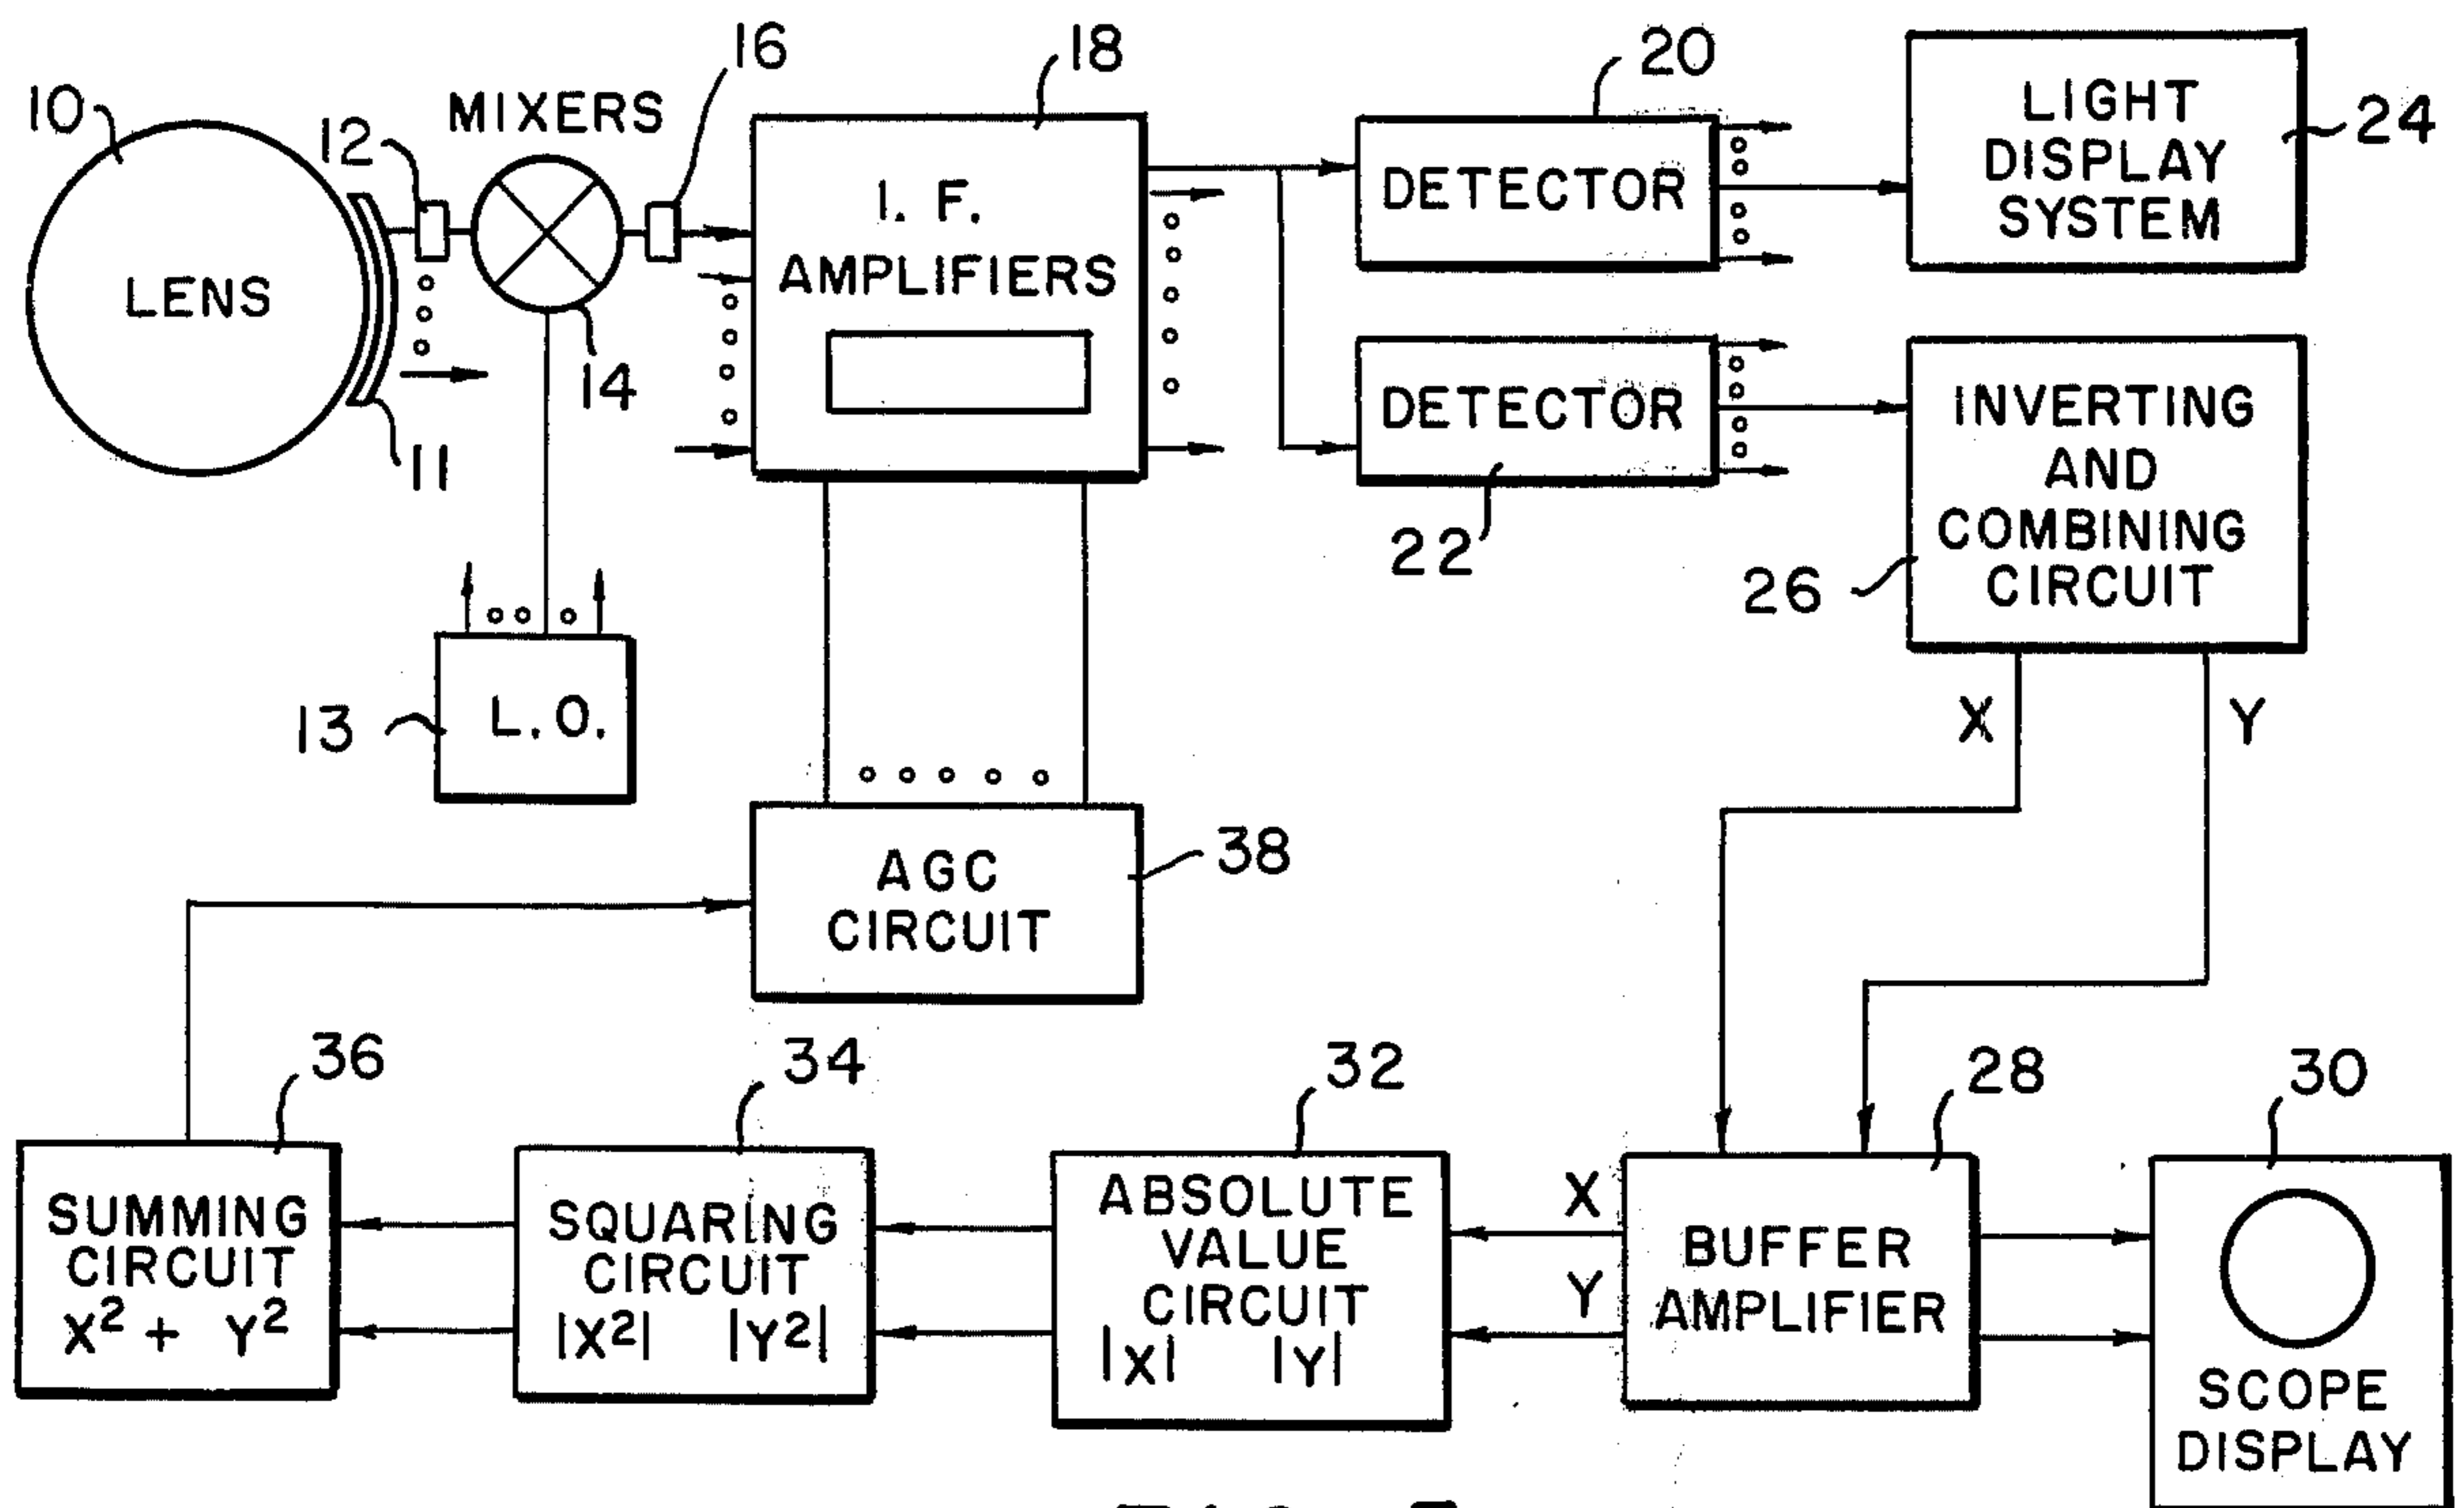 10
LENS
11
12
MIXERS
14
16
13
L.O.
18
I. F.
AMPLIFIERS
20
DETECTOR
22
DETECTOR
24
LIGHT
DISPLAY
SYSTEM
26
INVERTING
AND
COMBINING
CIRCUIT
X
Y
38
AGC
CIRCUIT
36
SUMMING
CIRCUIT
X² + Y²
34
SQUARING
CIRCUIT
|X²| |Y²|
32
ABSOLUTE
VALUE
CIRCUIT
|X| |Y|
X
Y
28
BUFFER
AMPLIFIER
30
SCOPE
DISPLAY